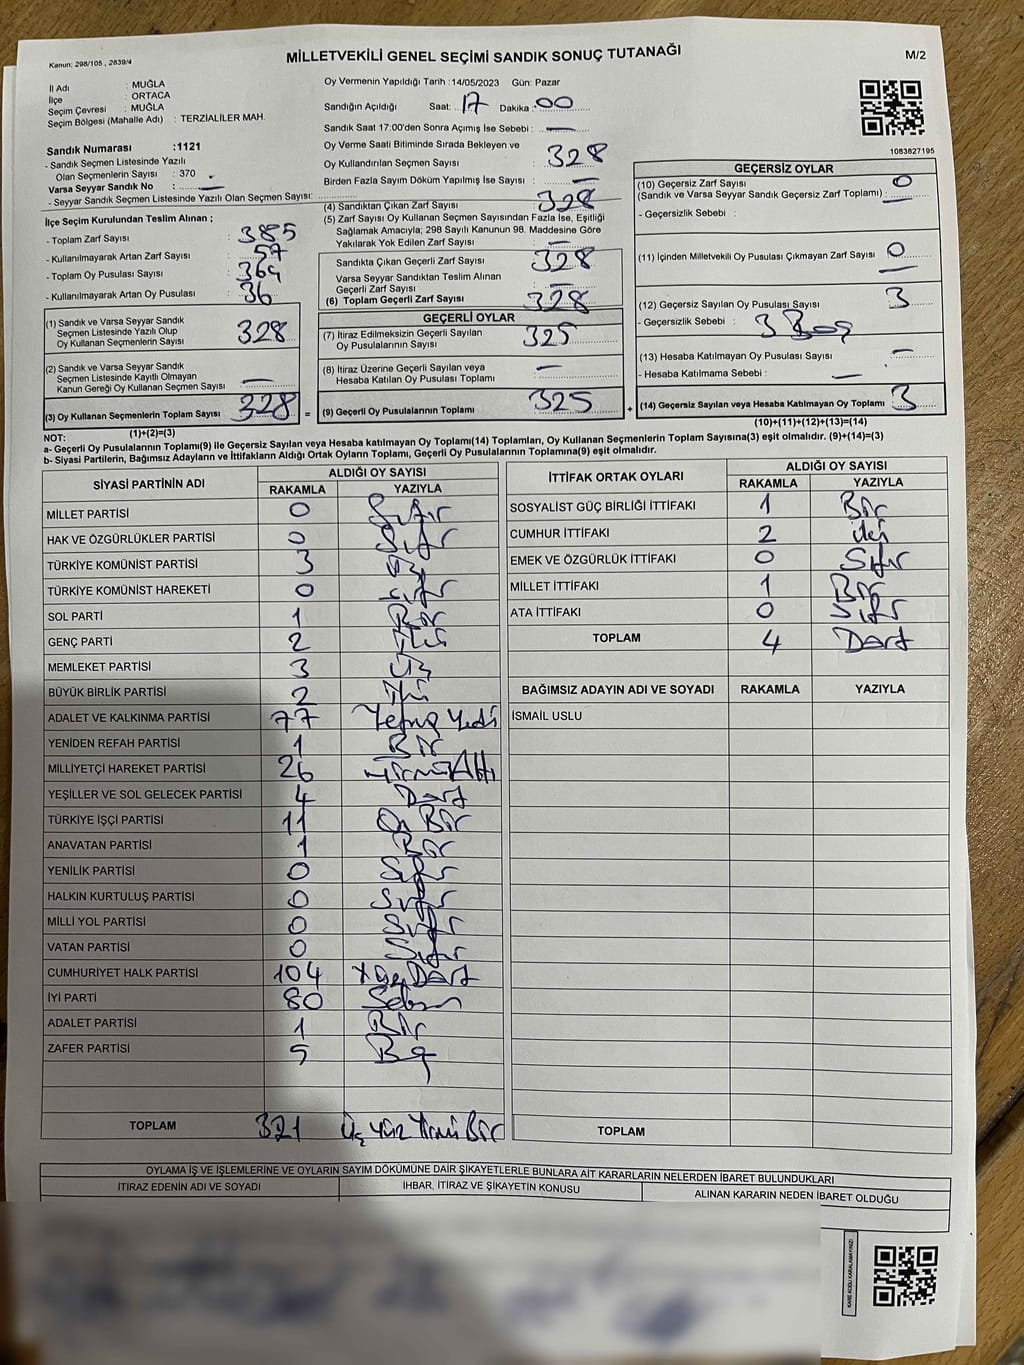 Kanun: 298/105 , 2839/4
MİLLETVEKİLİ GENEL SEÇİMİ SANDIK SONUÇ TUTANAĞI
M/2
İl Adı : MUĞLA
İlçe : ORTACA
Seçim Çevresi : MUĞLA
Seçim Bölgesi (Mahalle Adı) : TERZİALİLER MAH.
Sandık Numarası :1121
- Sandık Seçmen Listesinde Yazılı
Olan Seçmenlerin Sayısı : 370
Varsa Seyyar Sandık No : —
- Seyyar Sandık Seçmen Listesinde Yazılı Olan Seçmen Sayısı:
İlçe Seçim Kurulundan Teslim Alınan ;
- Toplam Zarf Sayısı : 385
- Kullanılmayarak Artan Zarf Sayısı : 57
- Toplam Oy Pusulası Sayısı : 364
- Kullanılmayarak Artan Oy Pusulası : 36
(1) Sandık ve Varsa Seyyar Sandık
Seçmen Listesinde Yazılı Olup
Oy Kullanan Seçmenlerin Sayısı 328
(2) Sandık ve Varsa Seyyar Sandık
Seçmen Listesinde Kayıtlı Olmayan
Kanun Gereği Oy Kullanan Seçmen Sayısı —
(3) Oy Kullanan Seçmenlerin Toplam Sayısı 328 =
(1)+(2)=(3)
Oy Vermenin Yapıldığı Tarih :14/05/2023 Gün: Pazar
Sandığın Açıldığı Saat: 17 Dakika: 00
Sandık Saat 17:00'den Sonra Açımış İse Sebebi : —
Oy Verme Saati Bitiminde Sırada Bekleyen ve
Oy Kullandırılan Seçmen Sayısı : 328
Birden Fazla Sayım Döküm Yapılmış İse Sayısı : —
(4) Sandıktan Çıkan Zarf Sayısı 328
(5) Zarf Sayısı Oy Kullanan Seçmen Sayısından Fazla İse, Eşitliği
Sağlamak Amacıyla; 298 Sayılı Kanunun 98. Maddesine Göre
Yakılarak Yok Edilen Zarf Sayısı : —
Sandıkta Çıkan Geçerli Zarf Sayısı : 328
Varsa Seyyar Sandıktan Teslim Alınan
Geçerli Zarf Sayısı : —
(6) Toplam Geçerli Zarf Sayısı : 328
GEÇERLİ OYLAR
(7) İtiraz Edilmeksizin Geçerli Sayılan
Oy Pusulalarının Sayısı : 325
(8) İtiraz Üzerine Geçerli Sayılan veya
Hesaba Katılan Oy Pusulası Toplamı : —
(9) Geçerli Oy Pusulalarının Toplamı : 325 +
1083827195
GEÇERSİZ OYLAR
(10) Geçersiz Zarf Sayısı
(Sandık ve Varsa Seyyar Sandık Geçersiz Zarf Toplamı) : 0
- Geçersizlik Sebebi :
(11) İçinden Milletvekili Oy Pusulası Çıkmayan Zarf Sayısı : 0
(12) Geçersiz Sayılan Oy Pusulası Sayısı : 3
- Geçersizlik Sebebi : 3 Boş
(13) Hesaba Katılmayan Oy Pusulası Sayısı : —
- Hesaba Katılmama Sebebi : —
(14) Geçersiz Sayılan veya Hesaba Katılmayan Oy Toplamı 3
(10)+(11)+(12)+(13)=(14)
NOT:
a- Geçerli Oy Pusulalarının Toplamı(9) ile Geçersiz Sayılan veya Hesaba katılmayan Oy Toplamı(14) Toplamları, Oy Kullanan Seçmenlerin Toplam Sayısına(3) eşit olmalıdır. (9)+(14)=(3)
b- Siyasi Partilerin, Bağımsız Adayların ve İttifakların Aldığı Ortak Oyların Toplamı, Geçerli Oy Pusulalarının Toplamına(9) eşit olmalıdır.
SİYASİ PARTİNİN ADI ALDIĞI OY SAYISI
RAKAMLA YAZIYLA
MİLLET PARTİSİ 0 Sıfır
HAK VE ÖZGÜRLÜKLER PARTİSİ 0 Sıfır
TÜRKİYE KOMÜNİST PARTİSİ 3 Üç
TÜRKİYE KOMÜNİST HAREKETİ 0 Sıfır
SOL PARTİ 1 Bir
GENÇ PARTİ 2 İki
MEMLEKET PARTİSİ 3 Üç
BÜYÜK BİRLİK PARTİSİ 2 İki
ADALET VE KALKINMA PARTİSİ 77 Yetmiş Yedi
YENİDEN REFAH PARTİSİ 1 Bir
MİLLİYETÇİ HAREKET PARTİSİ 26 Yirmi Altı
YEŞİLLER VE SOL GELECEK PARTİSİ 4 Dört
TÜRKİYE İŞÇİ PARTİSİ 11 On Bir
ANAVATAN PARTİSİ 1 Bir
YENİLİK PARTİSİ 0 Sıfır
HALKIN KURTULUŞ PARTİSİ 0 Sıfır
MİLLİ YOL PARTİSİ 0 Sıfır
VATAN PARTİSİ 0 Sıfır
CUMHURİYET HALK PARTİSİ 104 Yüz Dört
İYİ PARTİ 80 Seksen
ADALET PARTİSİ 1 Bir
ZAFER PARTİSİ 5 Beş
TOPLAM 321 Üç Yüz Yirmi Bir
İTTİFAK ORTAK OYLARI ALDIĞI OY SAYISI
RAKAMLA YAZIYLA
SOSYALİST GÜÇ BİRLİĞİ İTTİFAKI 1 Bir
CUMHUR İTTİFAKI 2 iki
EMEK VE ÖZGÜRLÜK İTTİFAKI 0 Sıfır
MİLLET İTTİFAKI 1 Bir
ATA İTTİFAKI 0 Sıfır
TOPLAM 4 Dört
BAĞIMSIZ ADAYIN ADI VE SOYADI RAKAMLA YAZIYLA
İSMAİL USLU
TOPLAM
OYLAMA İŞ VE İŞLEMLERİNE VE OYLARIN SAYIM DÖKÜMÜNE DAİR ŞİKAYETLERLE BUNLARA AİT KARARLARIN NELERDEN İBARET BULUNDUKLARI
İTİRAZ EDENİN ADI VE SOYADI İHBAR, İTİRAZ VE ŞİKAYETİN KONUSU ALINAN KARARIN NEDEN İBARET OLDUĞU
KARE KODU KARALAMAYINIZ!